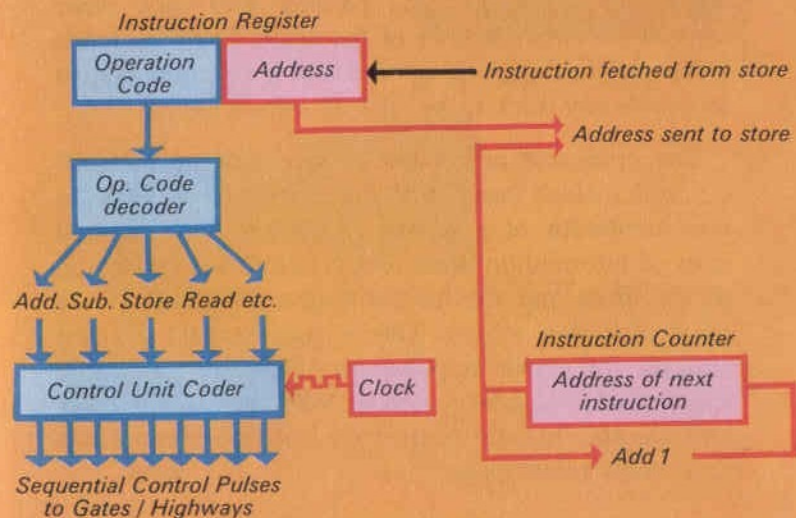 Instruction Register
Operation
Code
Address
Instruction fetched from store
Address sent to store
Op. Code
decoder
Add. Sub. Store Read etc.
Control Unit Coder
Clock
Instruction Counter
Address of next
instruction
Add 1
Sequential Control Pulses
to Gates / Highways